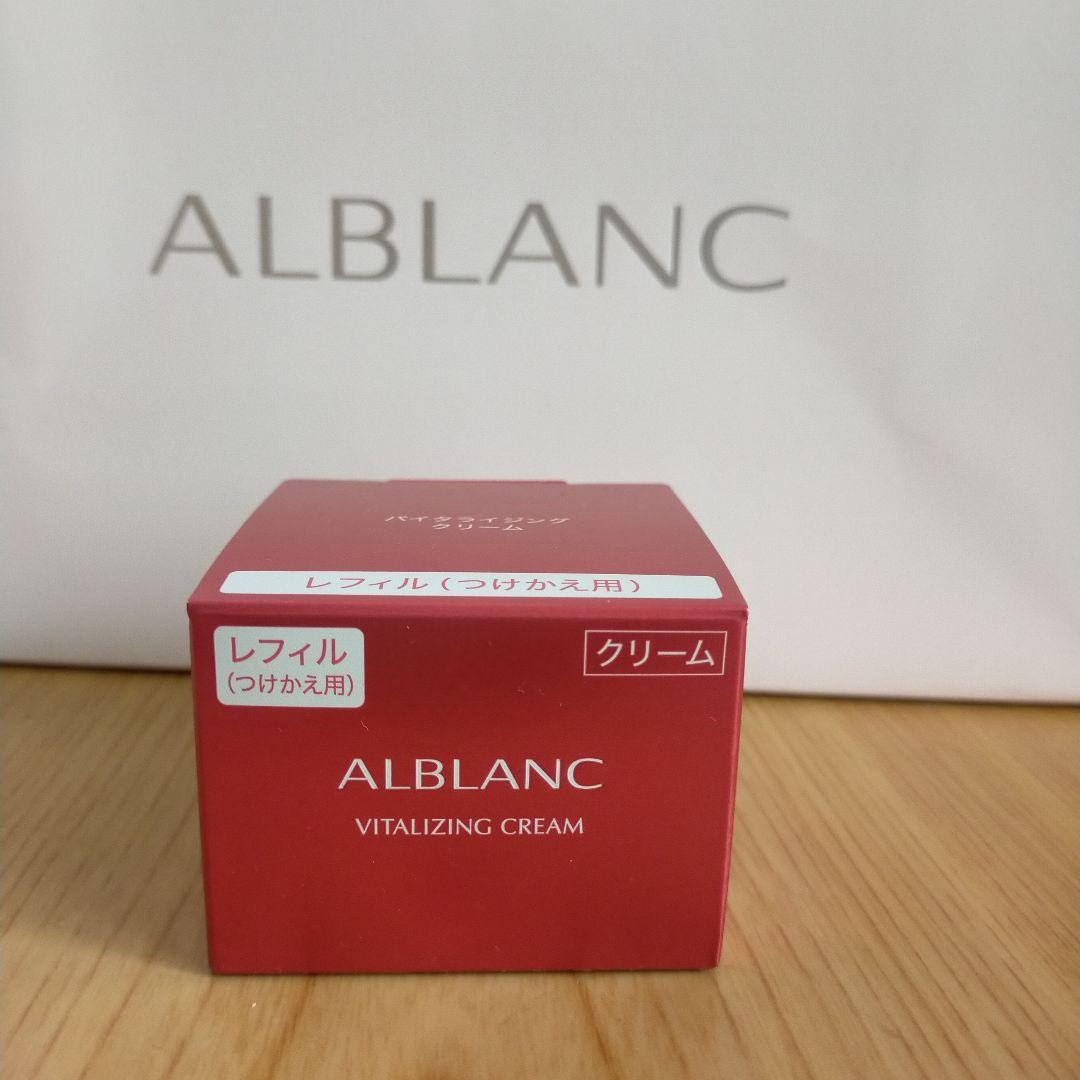 ALBLANC
バイタライジング
クリーム
レフィル(つけかえ用)
レフィル
(つけかえ用)
クリーム
ALBLANC
VITALIZING CREAM